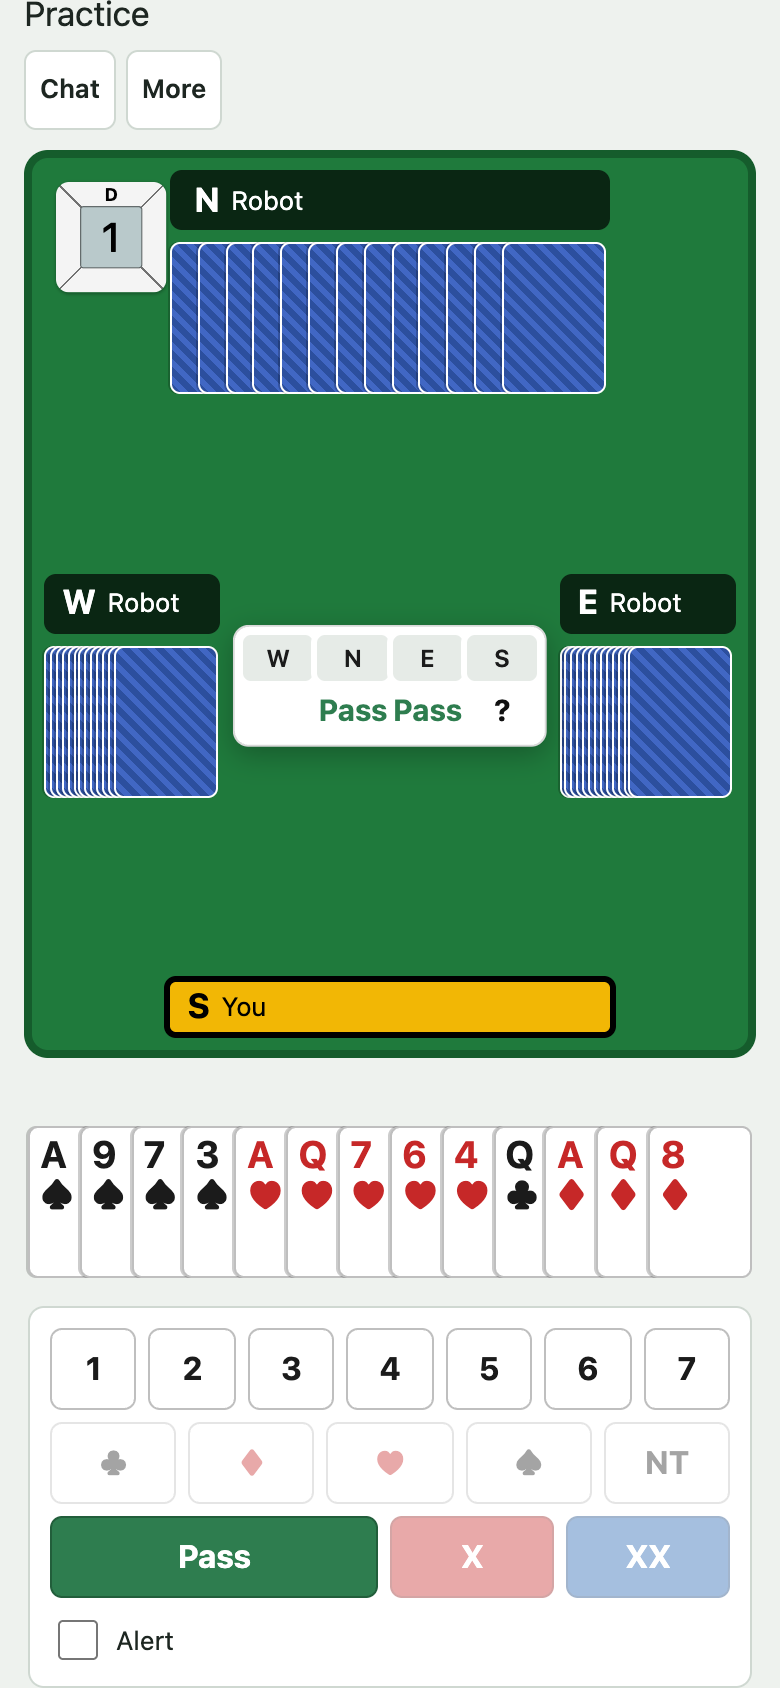 Practice
Chat More
D
1
N Robot
W Robot
E Robot
W N E S
Pass Pass ?
S You
A 9 7 3 A Q 7 6 4 Q A Q 8
♠ ♠ ♠ ♠ ♥ ♥ ♥ ♥ ♥ ♣ ♦ ♦ ♦
1 2 3 4 5 6 7
♣ ♦ ♥ ♠ NT
Pass X XX
Alert